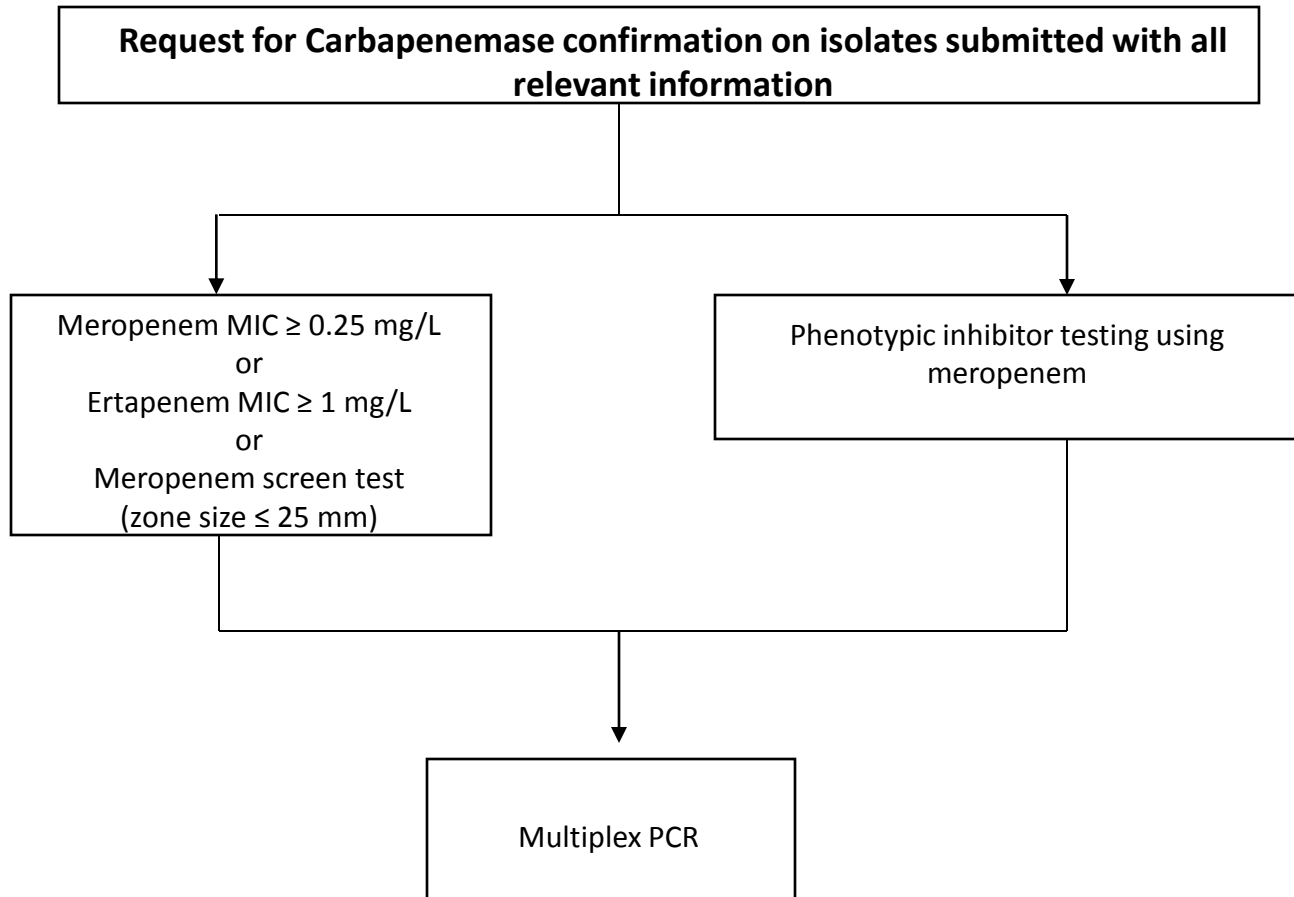 Request for Carbapenemase confirmation on isolates submitted with all
relevant information
Meropenem MIC ≥ 0.25 mg/L
or
Ertapenem MIC ≥ 1 mg/L
or
Meropenem screen test
(zone size ≤ 25 mm)
Phenotypic inhibitor testing using
meropenem
Multiplex PCR